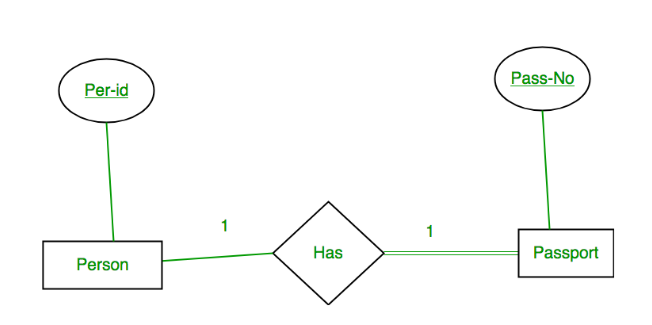 Per-id
Pass-No
1
1
Person
Has
Passport